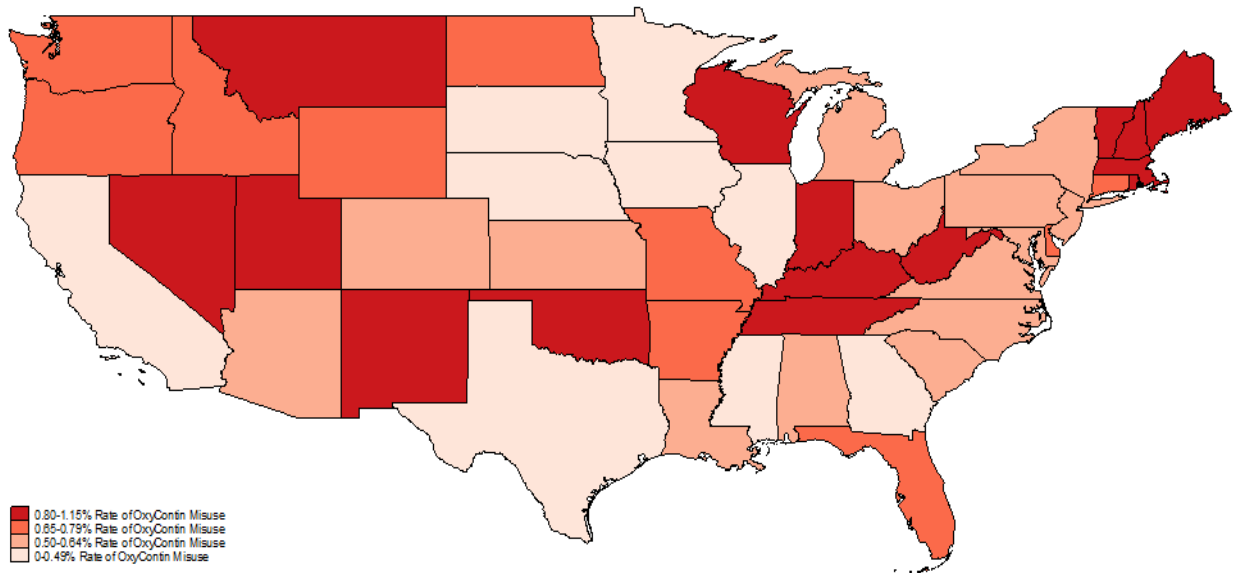 0.80-1.15% Rate of OxyContin Misuse
0.65-0.79% Rate of OxyContin Misuse
0.50-0.64% Rate of OxyContin Misuse
0-0.49% Rate of OxyContin Misuse